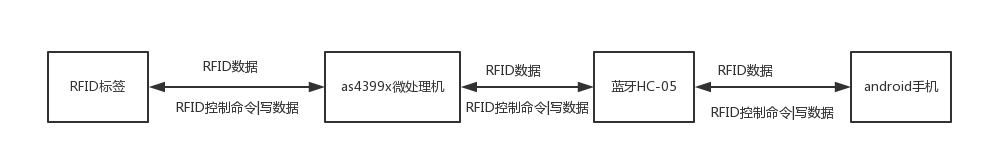 RFID数据
RFID数据
RFID数据
RFID标签
as4399x微处理机
蓝牙HC-05
android手机
RFID控制命令|写数据
RFID控制命令|写数据
RFID控制命令|写数据